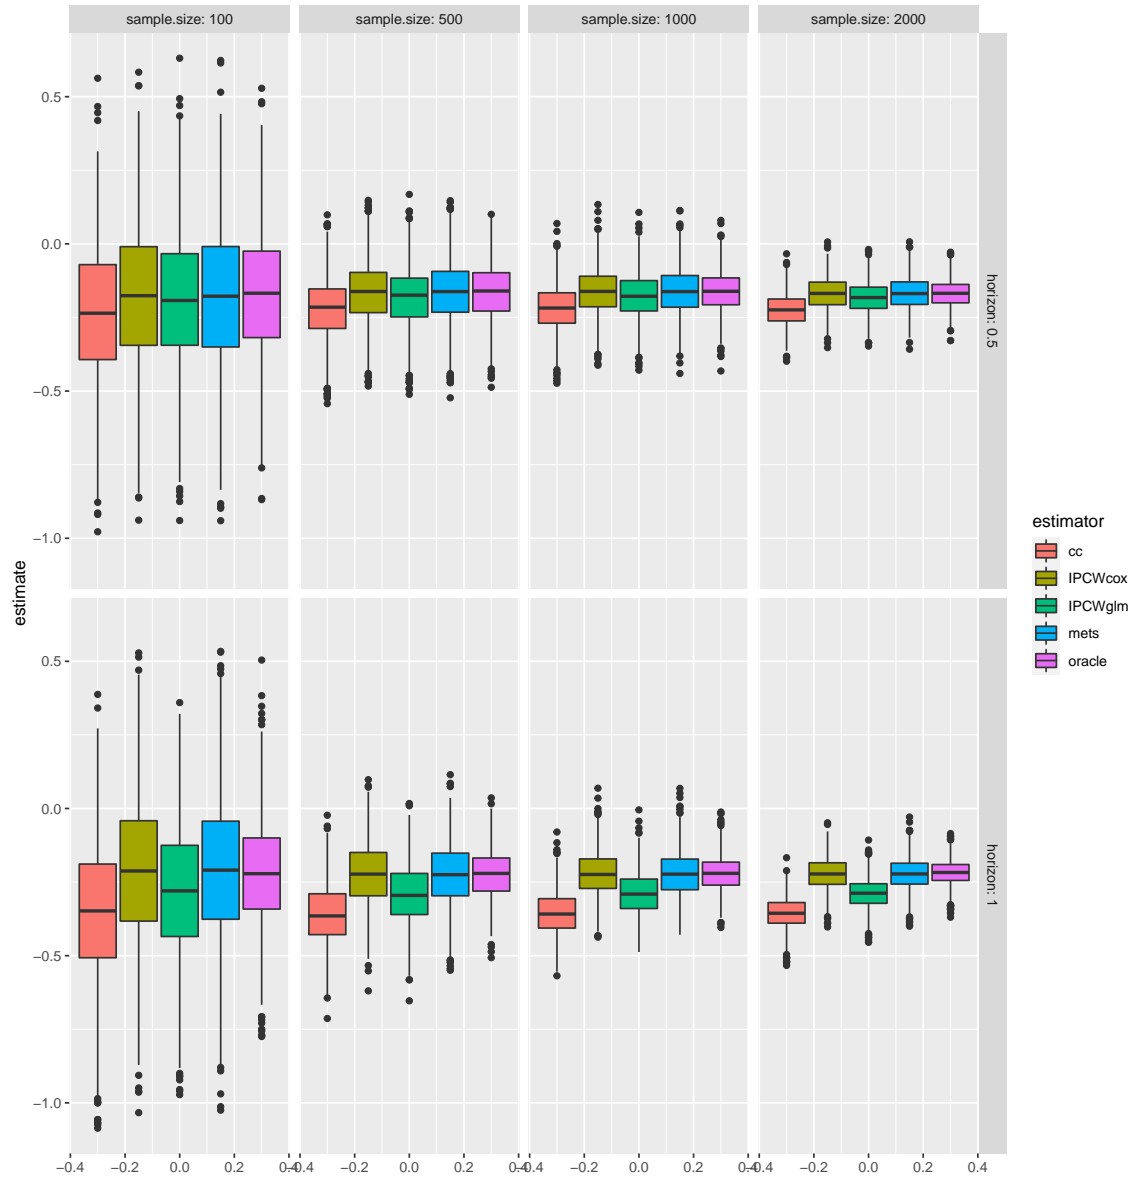 sample.size: 100
sample.size: 500
sample.size: 1000
sample.size: 2000
0.5
0.0
−0.5
−1.0
horizon: 0.5
0.5
0.0
−0.5
−1.0
horizon: 1
estimate
−0.4
−0.2
0.0
0.2
0.4
−0.4
−0.2
0.0
0.2
0.4
−0.4
−0.2
0.0
0.2
0.4
−0.4
−0.2
0.0
0.2
0.4
estimator
cc
IPCWcox
IPCWglm
mets
oracle